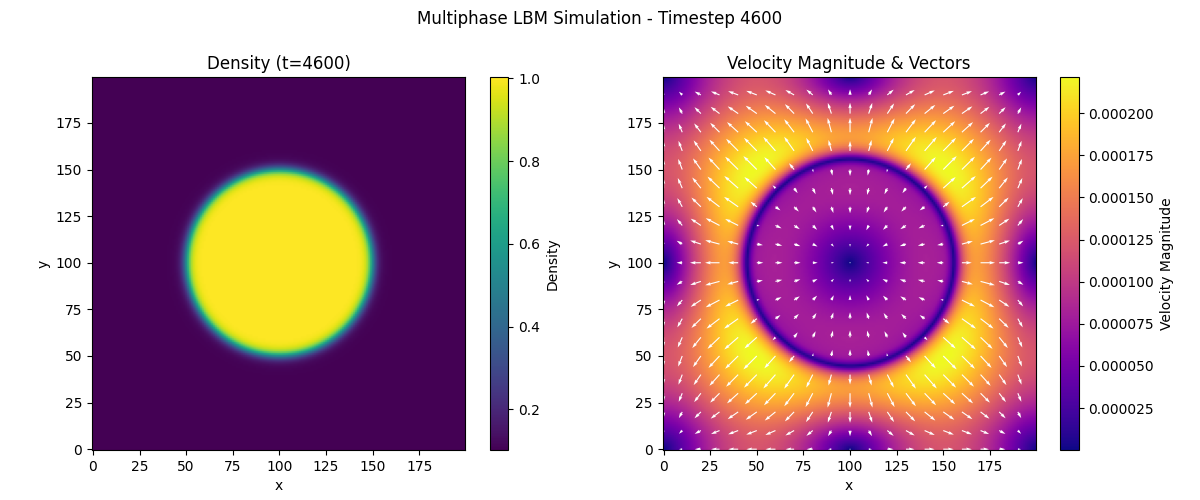 Multiphase LBM Simulation - Timestep 4600
Density (t=4600)
175
150
125
100
75
50
25
0
y
0 25 50 75 100 125 150 175
x
1.0
0.8
0.6
0.4
0.2
Density
Velocity Magnitude & Vectors
175
150
125
100
75
50
25
0
y
0 25 50 75 100 125 150 175
x
0.000200
0.000175
0.000150
0.000125
0.000100
0.000075
0.000050
0.000025
Velocity Magnitude